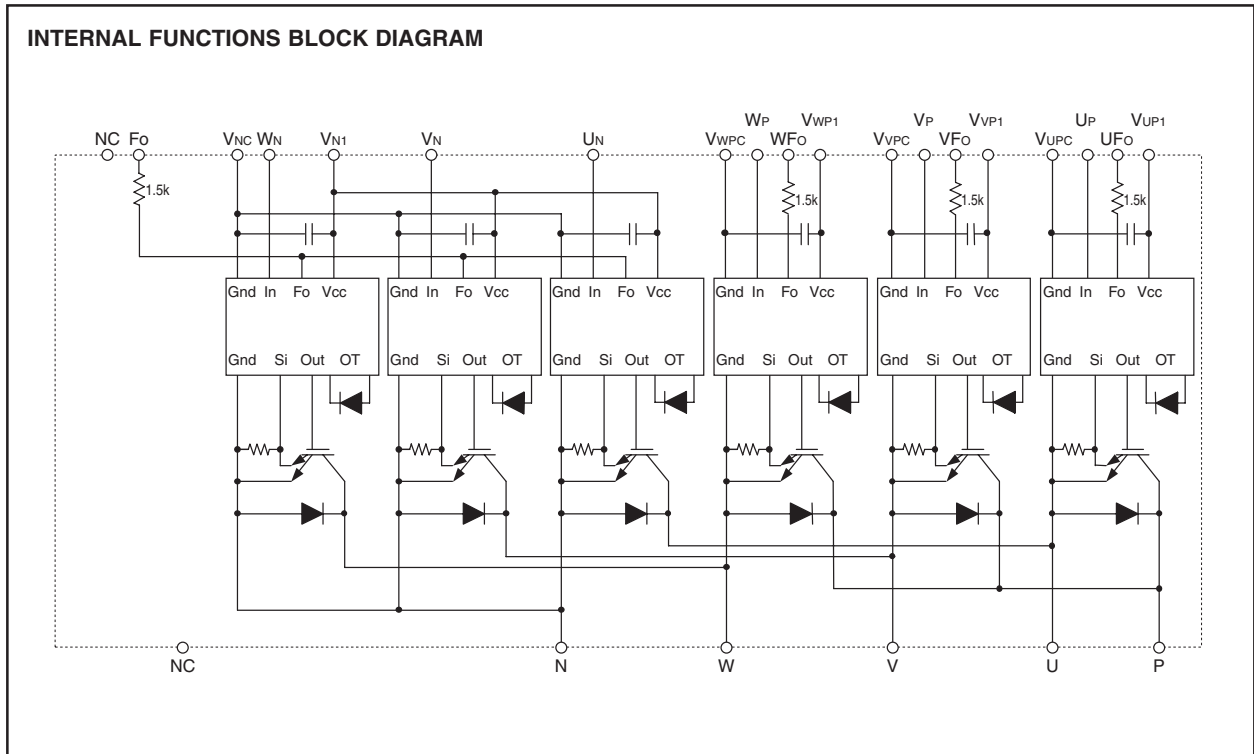 INTERNAL FUNCTIONS BLOCK DIAGRAM
WP VWP1 VP VVP1 UP VUP1
NC FO VNC WN VN1 VN UN VWPC WFO VVPC VFO VUPC UFO
1.5k 1.5k 1.5k 1.5k
Gnd In Fo Vcc Gnd In Fo Vcc Gnd In Fo Vcc Gnd In Fo Vcc Gnd In Fo Vcc Gnd In Fo Vcc
Gnd Si Out OT Gnd Si Out OT Gnd Si Out OT Gnd Si Out OT Gnd Si Out OT Gnd Si Out OT
NC N W V U P